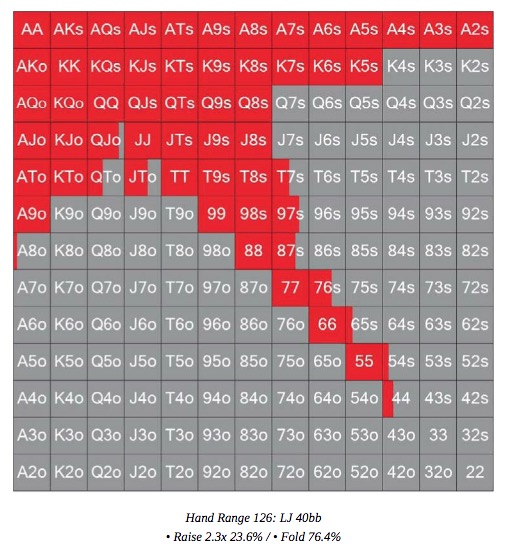 AA AKs AQs AJs ATs A9s A8s A7s A6s A5s A4s A3s A2s
AKo KK KQs KJs KTs K9s K8s K7s K6s K5s K4s K3s K2s
AQo KQo QQ QJs QTs Q9s Q8s Q7s Q6s Q5s Q4s Q3s Q2s
AJo KJo QJo JJ JTs J9s J8s J7s J6s J5s J4s J3s J2s
ATo KTo QTo JTo TT T9s T8s T7s T6s T5s T4s T3s T2s
A9o K9o Q9o J9o T9o 99 98s 97s 96s 95s 94s 93s 92s
A8o K8o Q8o J8o T8o 98o 88 87s 86s 85s 84s 83s 82s
A7o K7o Q7o J7o T7o 97o 87o 77 76s 75s 74s 73s 72s
A6o K6o Q6o J6o T6o 96o 86o 76o 66 65s 64s 63s 62s
A5o K5o Q5o J5o T5o 95o 85o 75o 65o 55 54s 53s 52s
A4o K4o Q4o J4o T4o 94o 84o 74o 64o 54o 44 43s 42s
A3o K3o Q3o J3o T3o 93o 83o 73o 63o 53o 43o 33 32s
A2o K2o Q2o J2o T2o 92o 82o 72o 62o 52o 42o 32o 22
Hand Range 126: LJ 40bb
• Raise 2.3x 23.6% / • Fold 76.4%